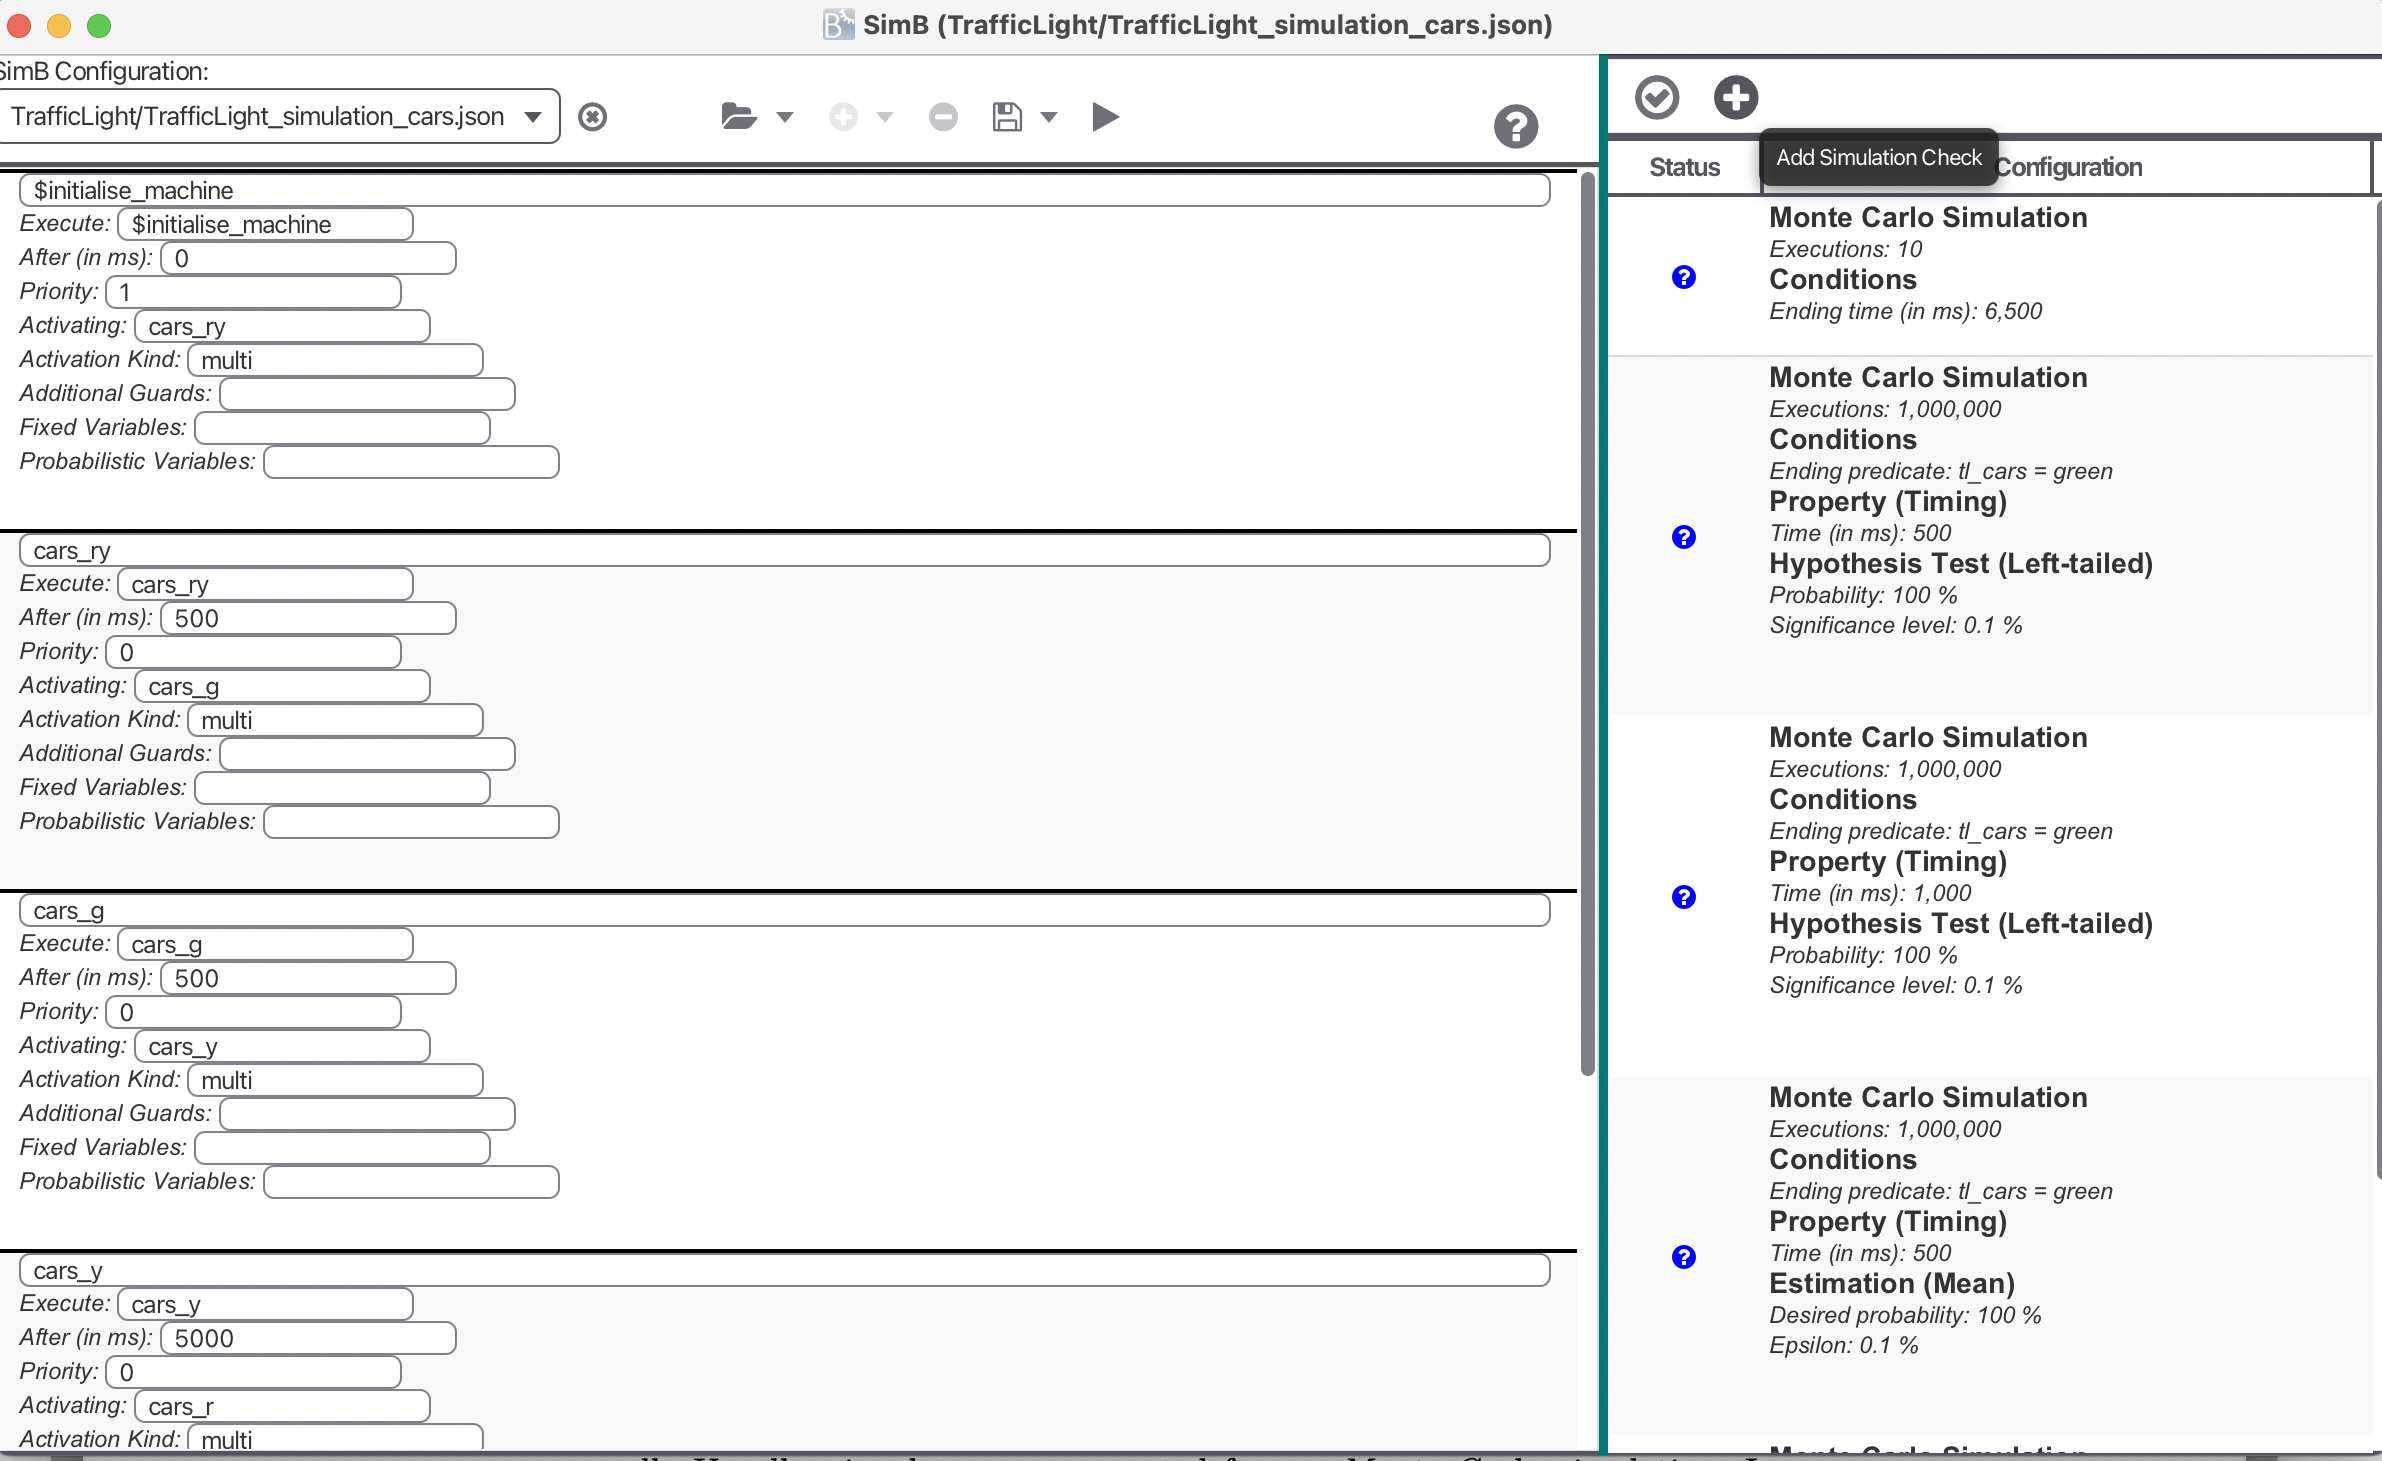 SimB (TrafficLight/TrafficLight_simulation_cars.json)
SimB Configuration:
TrafficLight/TrafficLight_simulation_cars.json
$initialise_machine
Execute: $initialise_machine
After (in ms): 0
Priority: 1
Activating: cars_ry
Activation Kind: multi
Additional Guards:
Fixed Variables:
Probabilistic Variables:
cars_ry
Execute: cars_ry
After (in ms): 500
Priority: 0
Activating: cars_g
Activation Kind: multi
Additional Guards:
Fixed Variables:
Probabilistic Variables:
cars_g
Execute: cars_g
After (in ms): 500
Priority: 0
Activating: cars_y
Activation Kind: multi
Additional Guards:
Fixed Variables:
Probabilistic Variables:
cars_y
Execute: cars_y
After (in ms): 5000
Priority: 0
Activating: cars_r
Activation Kind: multi
Add Simulation Check
Status Configuration
Monte Carlo Simulation
Executions: 10
Conditions
Ending time (in ms): 6,500
Monte Carlo Simulation
Executions: 1,000,000
Conditions
Ending predicate: tl_cars = green
Property (Timing)
Time (in ms): 500
Hypothesis Test (Left-tailed)
Probability: 100 %
Significance level: 0.1 %
Monte Carlo Simulation
Executions: 1,000,000
Conditions
Ending predicate: tl_cars = green
Property (Timing)
Time (in ms): 1,000
Hypothesis Test (Left-tailed)
Probability: 100 %
Significance level: 0.1 %
Monte Carlo Simulation
Executions: 1,000,000
Conditions
Ending predicate: tl_cars = green
Property (Timing)
Time (in ms): 500
Estimation (Mean)
Desired probability: 100 %
Epsilon: 0.1 %
Monte Carlo Simulation